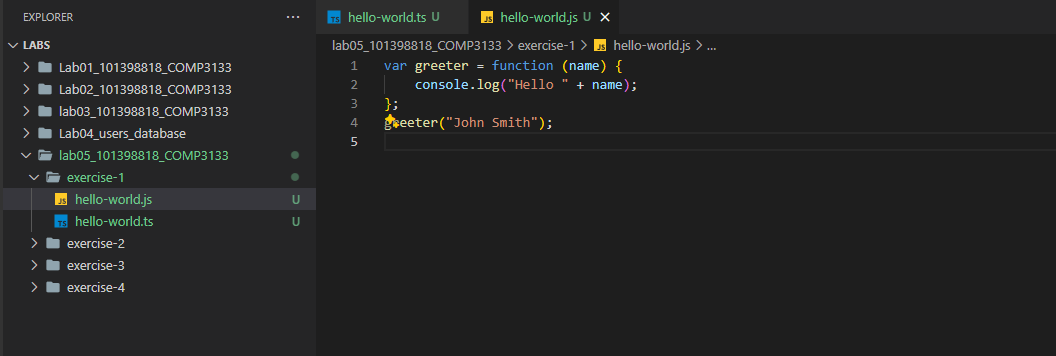 EXPLORER ...
LABS
Lab01_101398818_COMP3133
Lab02_101398818_COMP3133
lab03_101398818_COMP3133
Lab04_users_database
lab05_101398818_COMP3133
exercise-1
JS hello-world.js U
TS hello-world.ts U
exercise-2
exercise-3
exercise-4
TS hello-world.ts U JS hello-world.js U
lab05_101398818_COMP3133 > exercise-1 > JS hello-world.js > ...
1 var greeter = function (name) {
2 console.log("Hello " + name);
3 };
4 greeter("John Smith");
5